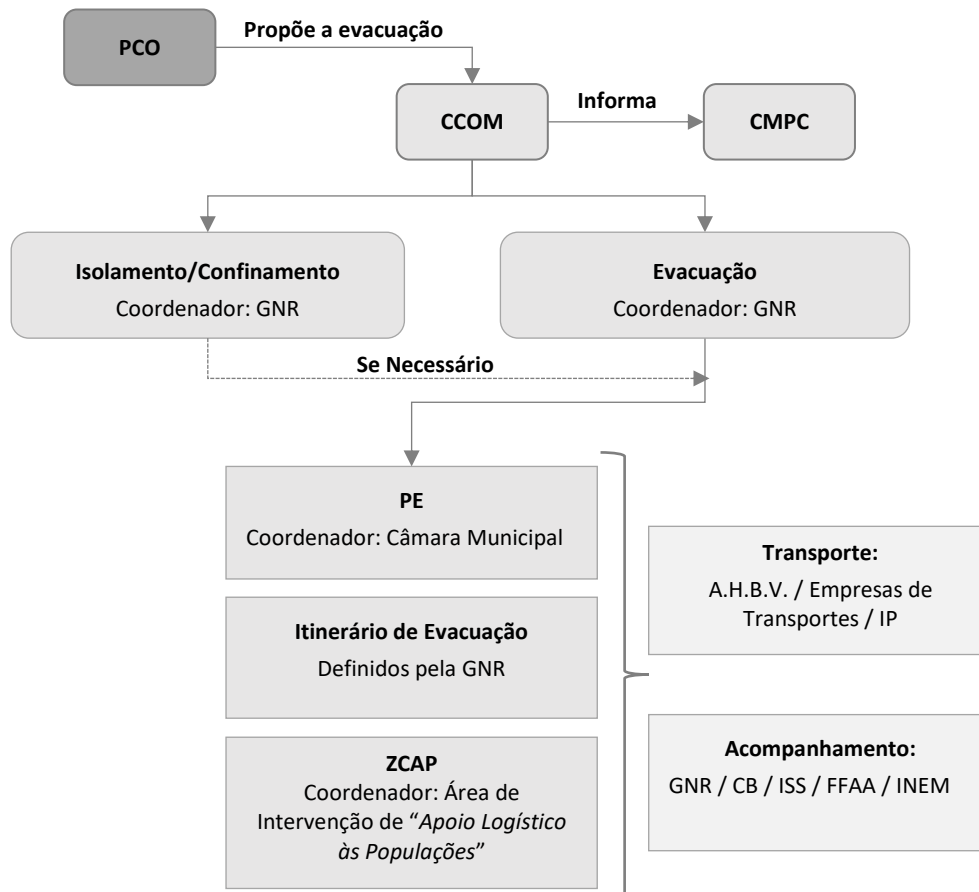 PCO
Propõe a evacuação
CCOM
Informa
CMPC
Isolamento/Confinamento
Coordenador: GNR
Evacuação
Coordenador: GNR
Se Necessário
PE
Coordenador: Câmara Municipal
Itinerário de Evacuação
Definidos pela GNR
ZCAP
Coordenador: Área de
Intervenção de “Apoio Logístico
às Populações”
Transporte:
A.H.B.V. / Empresas de
Transportes / IP
Acompanhamento:
GNR / CB / ISS / FFAA / INEM